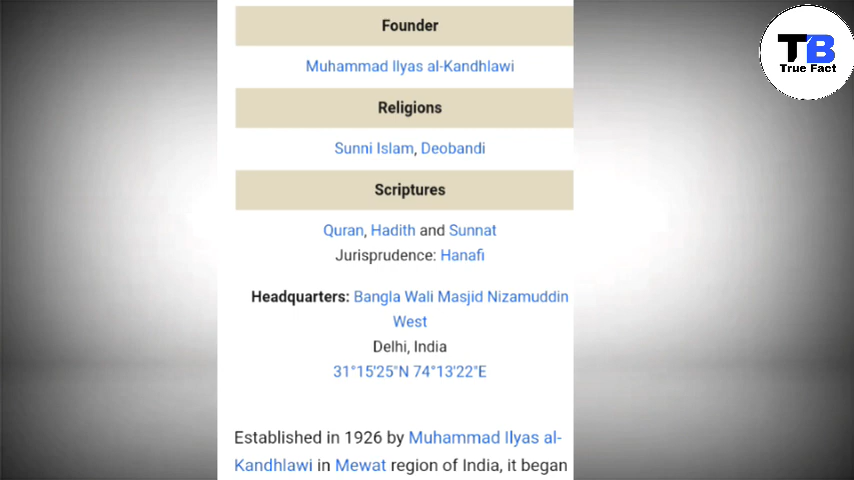 TB
True Fact
Founder
Muhammad Ilyas al-Kandhlawi
Religions
Sunni Islam, Deobandi
Scriptures
Quran, Hadith and Sunnat
Jurisprudence: Hanafi
Headquarters: Bangla Wali Masjid Nizamuddin
West
Delhi, India
31°15'25"N 74°13'22"E
Established in 1926 by Muhammad Ilyas al-
Kandhlawi in Mewat region of India, it began